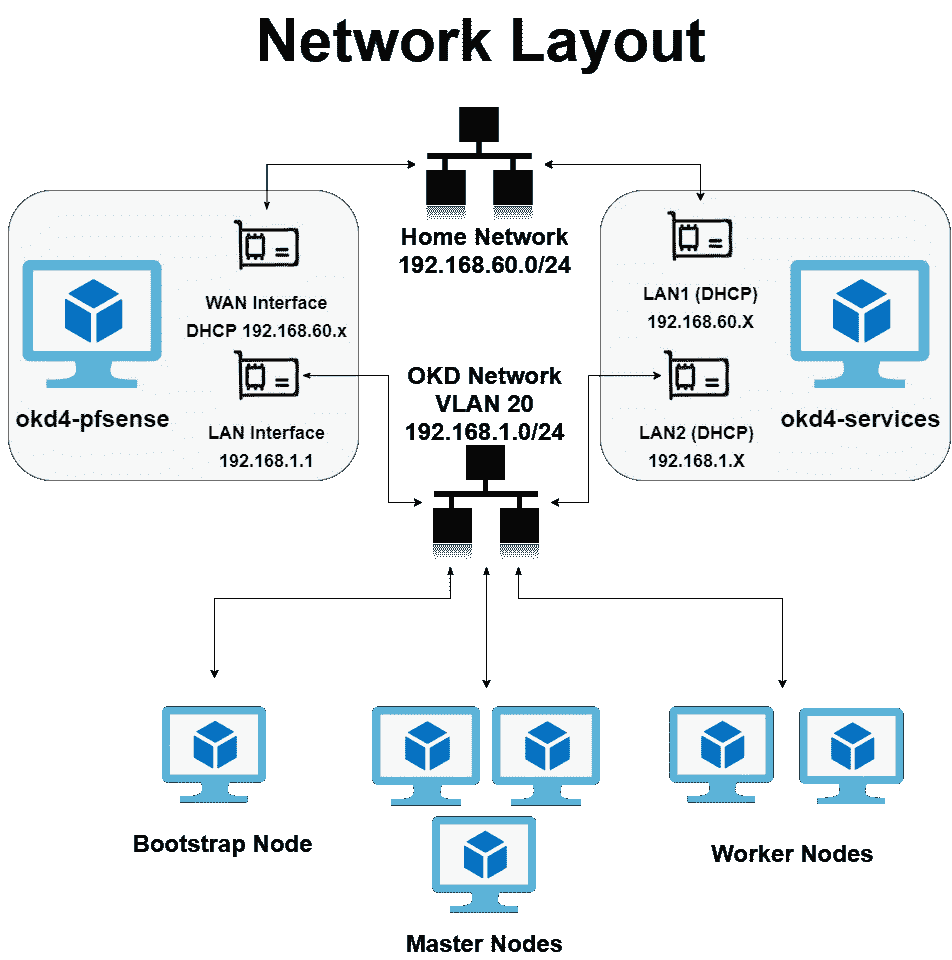 Network Layout
Home Network
192.168.60.0/24
WAN Interface
DHCP 192.168.60.x
LAN Interface
192.168.1.1
okd4-pfsense
OKD Network
VLAN 20
192.168.1.0/24
LAN1 (DHCP)
192.168.60.X
LAN2 (DHCP)
192.168.1.X
okd4-services
Bootstrap Node
Master Nodes
Worker Nodes